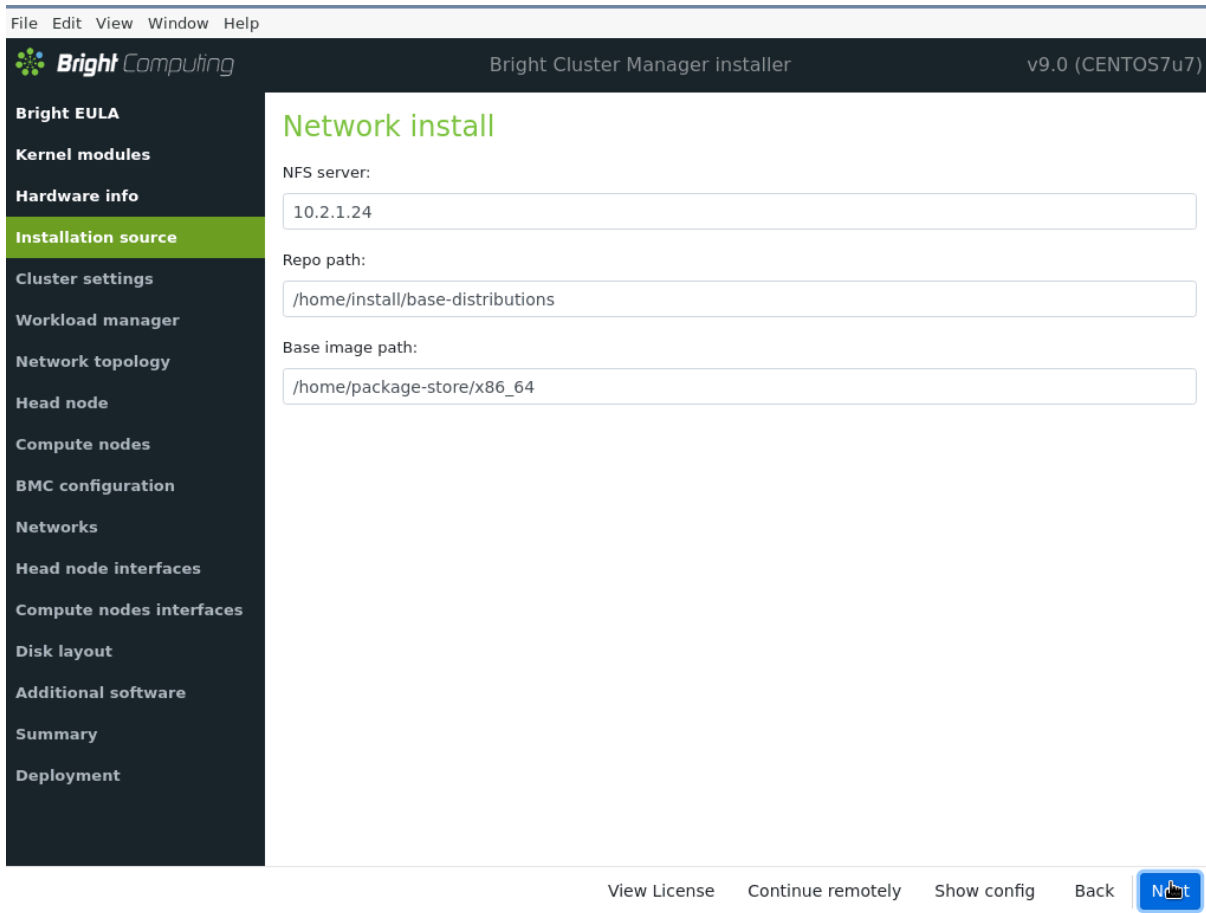 File Edit View Window Help
Bright Computing
Bright Cluster Manager installer
v9.0 (CENTOS7u7)
Bright EULA
Kernel modules
Hardware info
Installation source
Cluster settings
Workload manager
Network topology
Head node
Compute nodes
BMC configuration
Networks
Head node interfaces
Compute nodes interfaces
Disk layout
Additional software
Summary
Deployment
Network install
NFS server:
10.2.1.24
Repo path:
/home/install/base-distributions
Base image path:
/home/package-store/x86_64
View License Continue remotely Show config Back Next